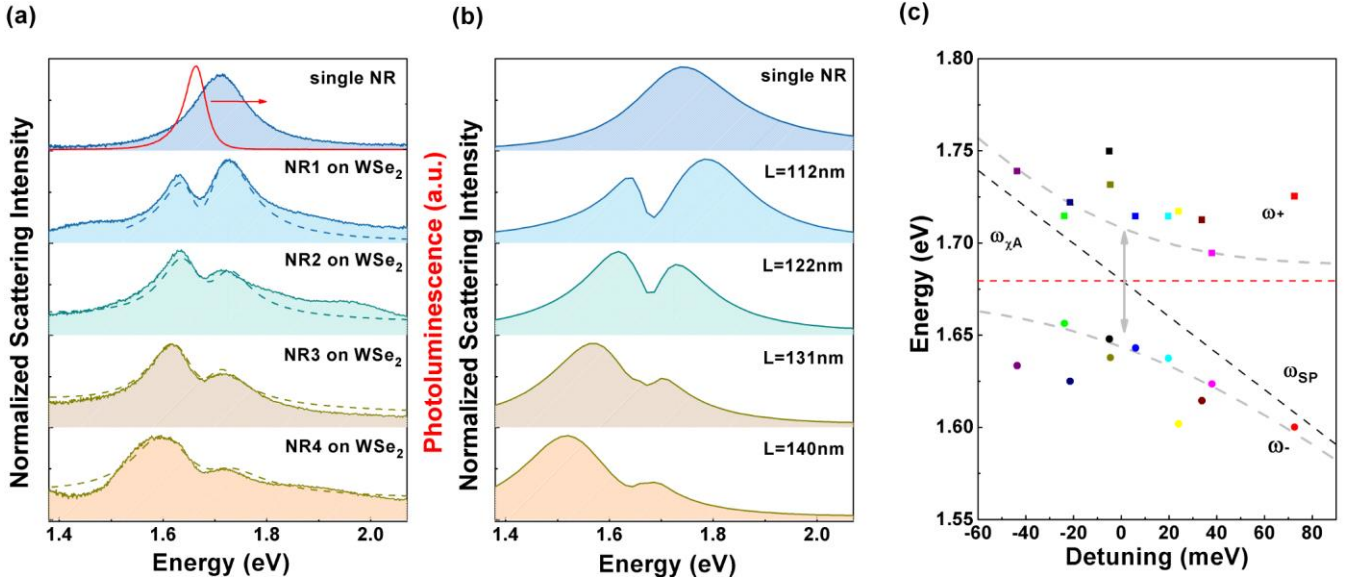 (a)
Normalized Scattering Intensity
single NR
NR1 on WSe₂
NR2 on WSe₂
NR3 on WSe₂
NR4 on WSe₂
1.4 1.6 1.8 2.0
Energy (eV)
Photoluminescence (a.u.)
(b)
Normalized Scattering Intensity
single NR
L=112nm
L=122nm
L=131nm
L=140nm
1.4 1.6 1.8 2.0
Energy (eV)
(c)
Energy (eV)
1.80
1.75
1.70
1.65
1.60
1.55
ω+
ωχA
ωSP
ω-
-60 -40 -20 0 20 40 60 80
Detuning (meV)